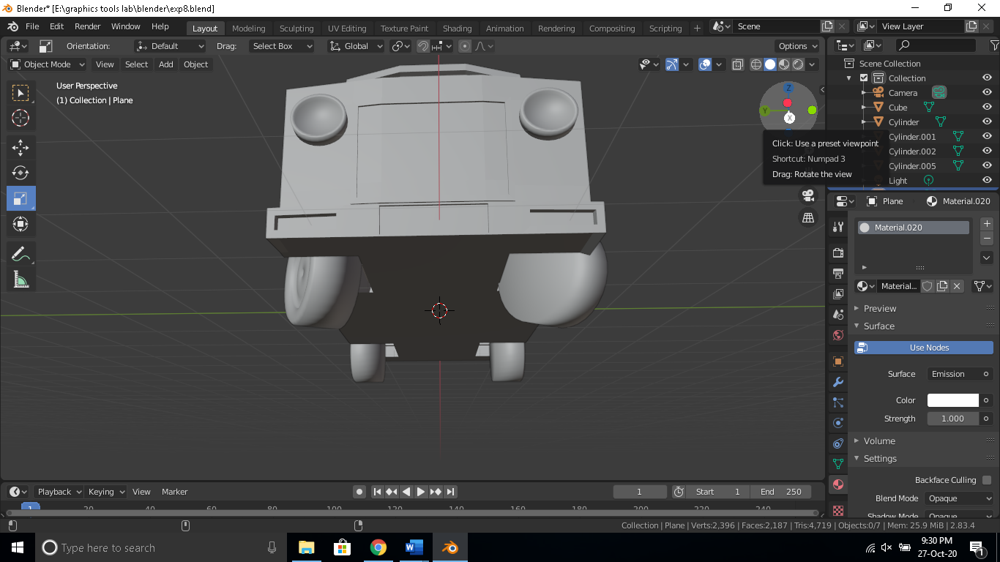 Blender* [E:\graphics tools lab\blender\exp8.blend]
File Edit Render Window Help Layout Modeling Sculpting UV Editing Texture Paint Shading Animation Rendering Compositing Scripting + Scene View Layer
Orientation: Default Drag: Select Box Global Options
Object Mode View Select Add Object
User Perspective
(1) Collection | Plane
Z
Y
X
Click: Use a preset viewpoint
Shortcut: Numpad 3
Drag: Rotate the view
Scene Collection
Collection
Camera
Cube
Cylinder
Cylinder.001
Cylinder.002
Cylinder.005
Light
Plane Material.020
Material.020
Materia...
Preview
Surface
Use Nodes
Surface Emission
Color
Strength 1.000
Volume
Settings
Backface Culling
Blend Mode Opaque
Shadow Mode Opaque
Playback Keying View Marker 1 Start 1 End 250
1 20 40 60 80 100 120 140 160 180 200 220 240
Collection | Plane | Verts:2,396 | Faces:2,187 | Tris:4,719 | Objects:0/7 | Mem: 25.9 MiB | 2.83.4
Type here to search
9:30 PM
27-Oct-20
1